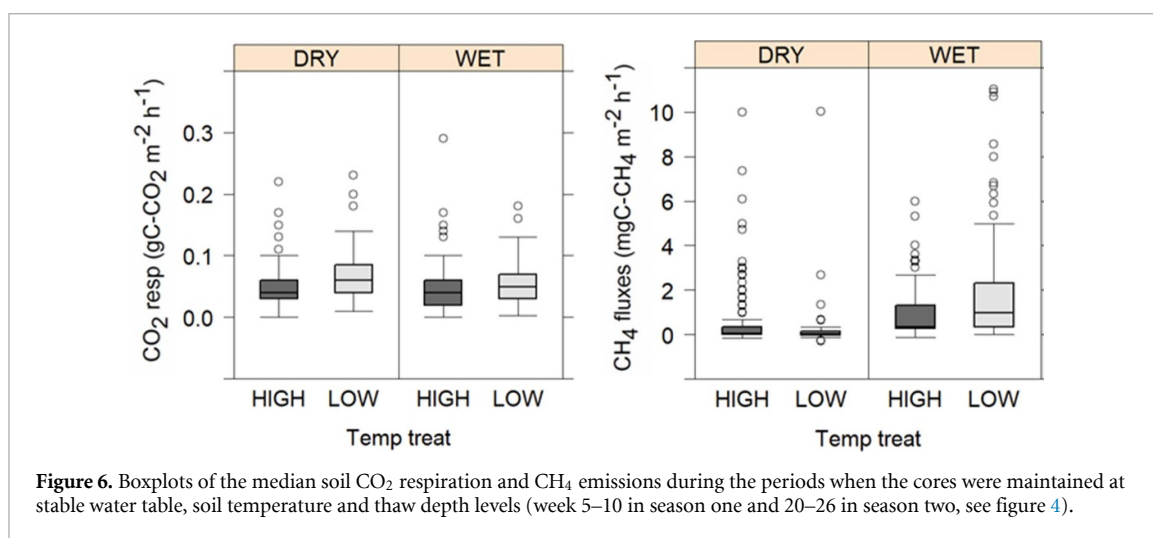 DRY WET
CO2 resp (gC-CO2 m-2 h-1)
0.3
0.2
0.1
0.0
HIGH LOW HIGH LOW
Temp treat
DRY WET
CH4 fluxes (mgC-CH4 m-2 h-1)
10
8
6
4
2
0
HIGH LOW HIGH LOW
Temp treat
Figure 6. Boxplots of the median soil CO2 respiration and CH4 emissions during the periods when the cores were maintained at
stable water table, soil temperature and thaw depth levels (week 5–10 in season one and 20–26 in season two, see figure 4).